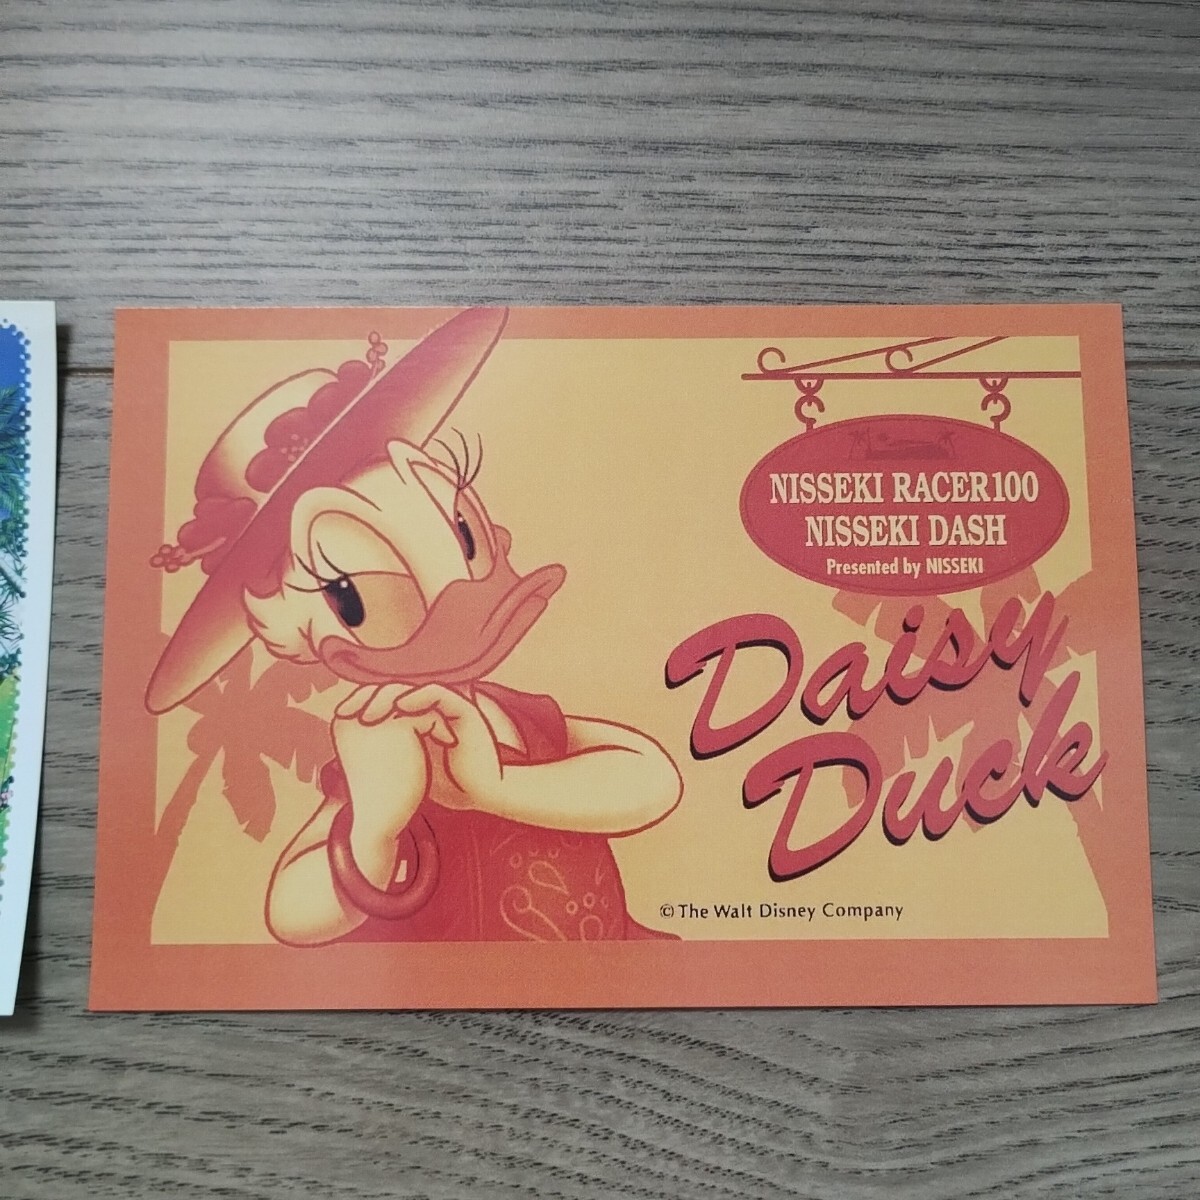 NISSEKI RACER100
NISSEKI DASH
Presented by NISSEKI
Daisy
Duck
© The Walt Disney Company